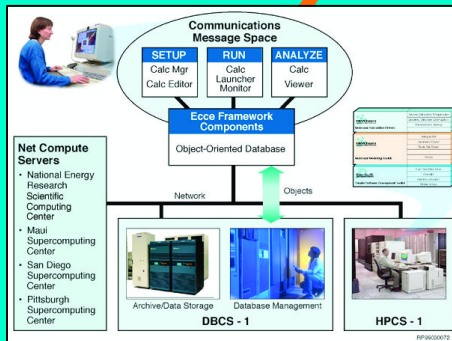 Communications
Message Space
SETUP
Calc Mgr
Calc Editor
RUN
Calc
Launcher
Monitor
ANALYZE
Calc
Viewer
Ecce Framework
Components
Object-Oriented Database
Net Compute
Servers
• National Energy
Research
Scientific
Computing
Center
• Maui
Supercomputing
Center
• San Diego
Supercomputing
Center
• Pittsburgh
Supercomputing
Center
Network
Objects
Archive/Data Storage
Database Management
DBCS - 1
HPCS - 1